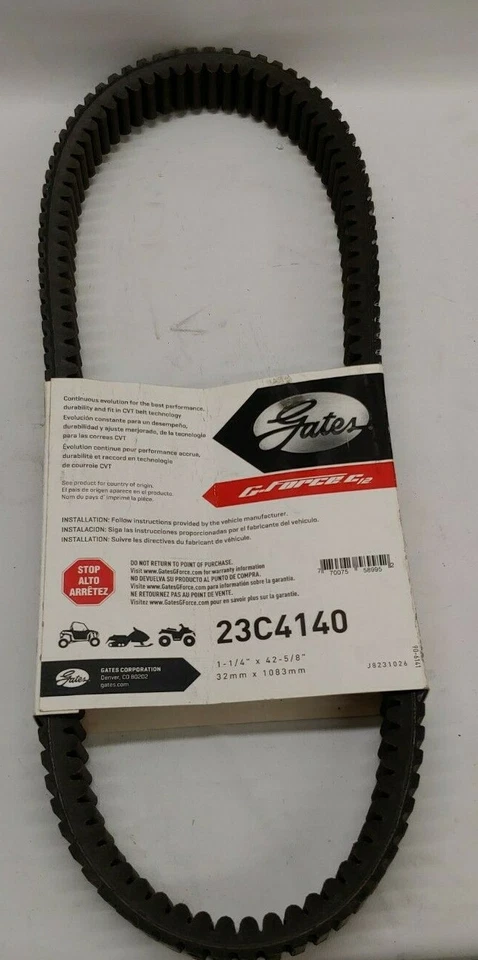 Continuous evolution for the best performance,
durability and fit in CVT belt technology
Evolución constante para un desempeño,
durabilidad y ajuste merjorado, de la tecnología
para las correas CVT
Évolution continue pour performance accrue,
durabilité et raccord en technologie
de courroie CVT
See product for country of origin.
El país de origen aparece en el producto.
Nom du pays d' imprimé la pièce.
INSTALLATION: Follow instructions provided by the vehicle manufacturer.
INSTALACION: Siga las instrucciones proporcionadas por el fabricante del vehículo.
INSTALLATION: Suivre les directives du fabricant de véhicule.
Gates
G.FORCE C12
STOP
ALTO
ARRÊTEZ
DO NOT RETURN TO POINT OF PURCHASE.
Visit www.GatesGForce.com for warranty information
NO DEVUELVA SU PRODUCTO AL PUNTO DE COMPRA.
Visite www.GatesGForce.com para información sobre la garantía.
NE RETOURNEZ PAS AU POINT DE VENTE.
Visitez www.GatesGForce.com pour en savoir plus sur la garantie.
7 70075 58995
23C4140
1-1/4" x 42-5/8"
32mm x 1083mm
J8231026
Gates
GATES CORPORATION
Denver, CO 80202
gates.com